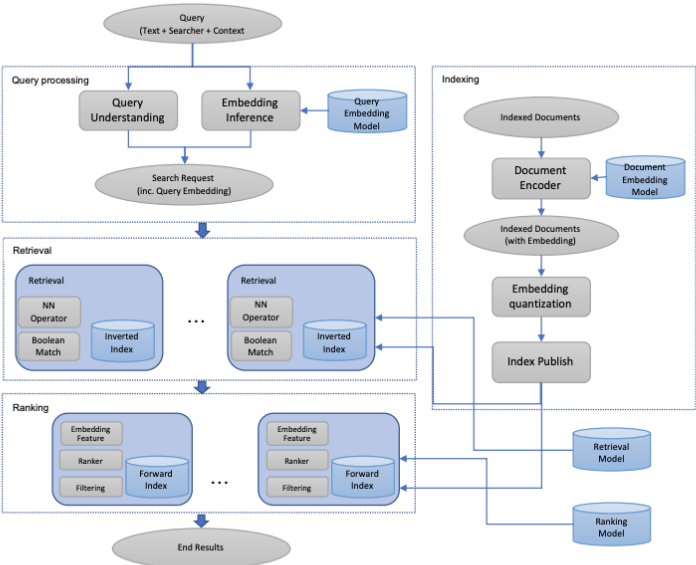 Query
(Text + Searcher + Context
Query processing
Query
Understanding
Embedding
Inference
Query
Embedding
Model
Search Request
(inc. Query Embedding)
Indexing
Indexed Documents
Document
Encoder
Document
Embedding
Model
Indexed Documents
(with Embedding)
Embedding
quantization
Index Publish
Retrieval
Retrieval
NN
Operator
Boolean
Match
Inverted
Index
...
Retrieval
NN
Operator
Boolean
Match
Inverted
Index
Ranking
Embedding
Feature
Ranker
Filtering
Forward
Index
...
Embedding
Feature
Ranker
Filtering
Forward
Index
Retrieval
Model
Ranking
Model
End Results